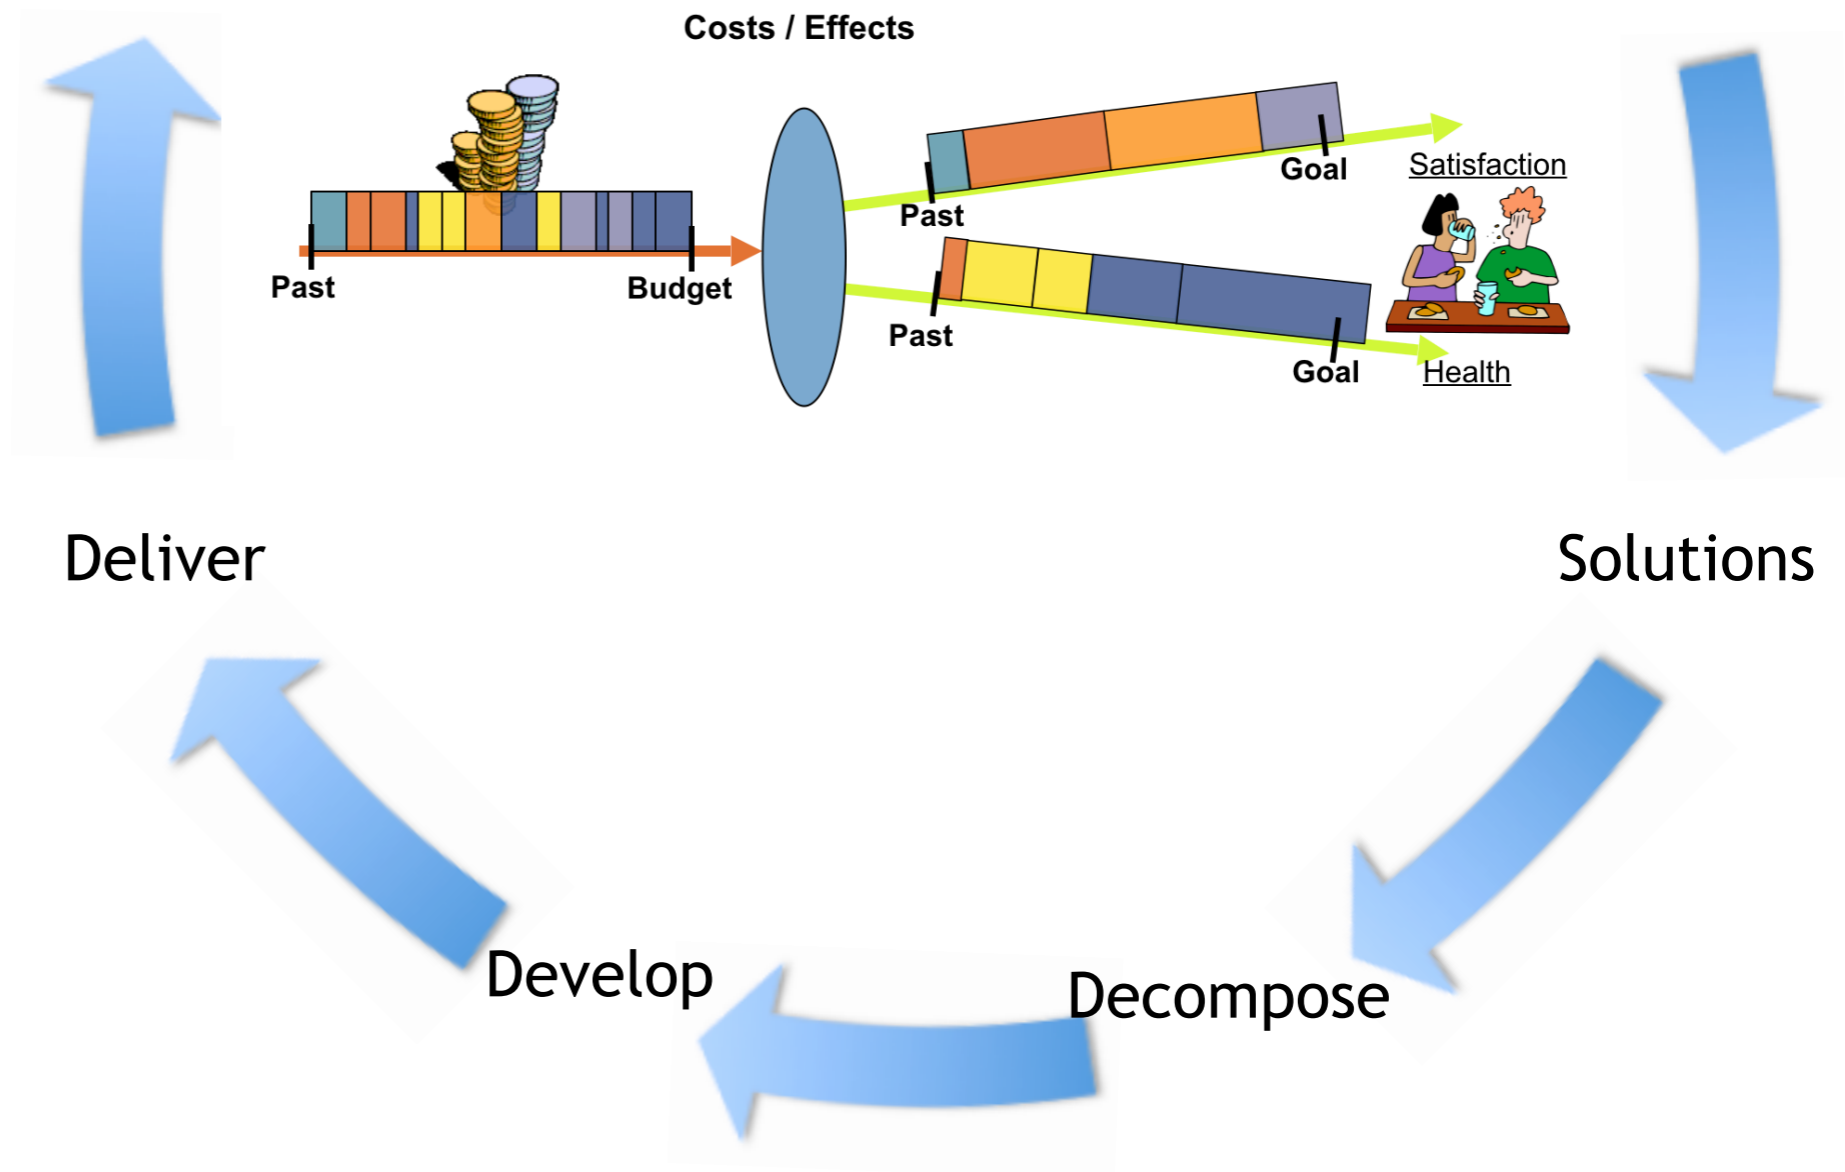 Costs / Effects
Past
Budget
Past
Goal
Satisfaction
Past
Goal
Health
Deliver
Solutions
Develop
Decompose